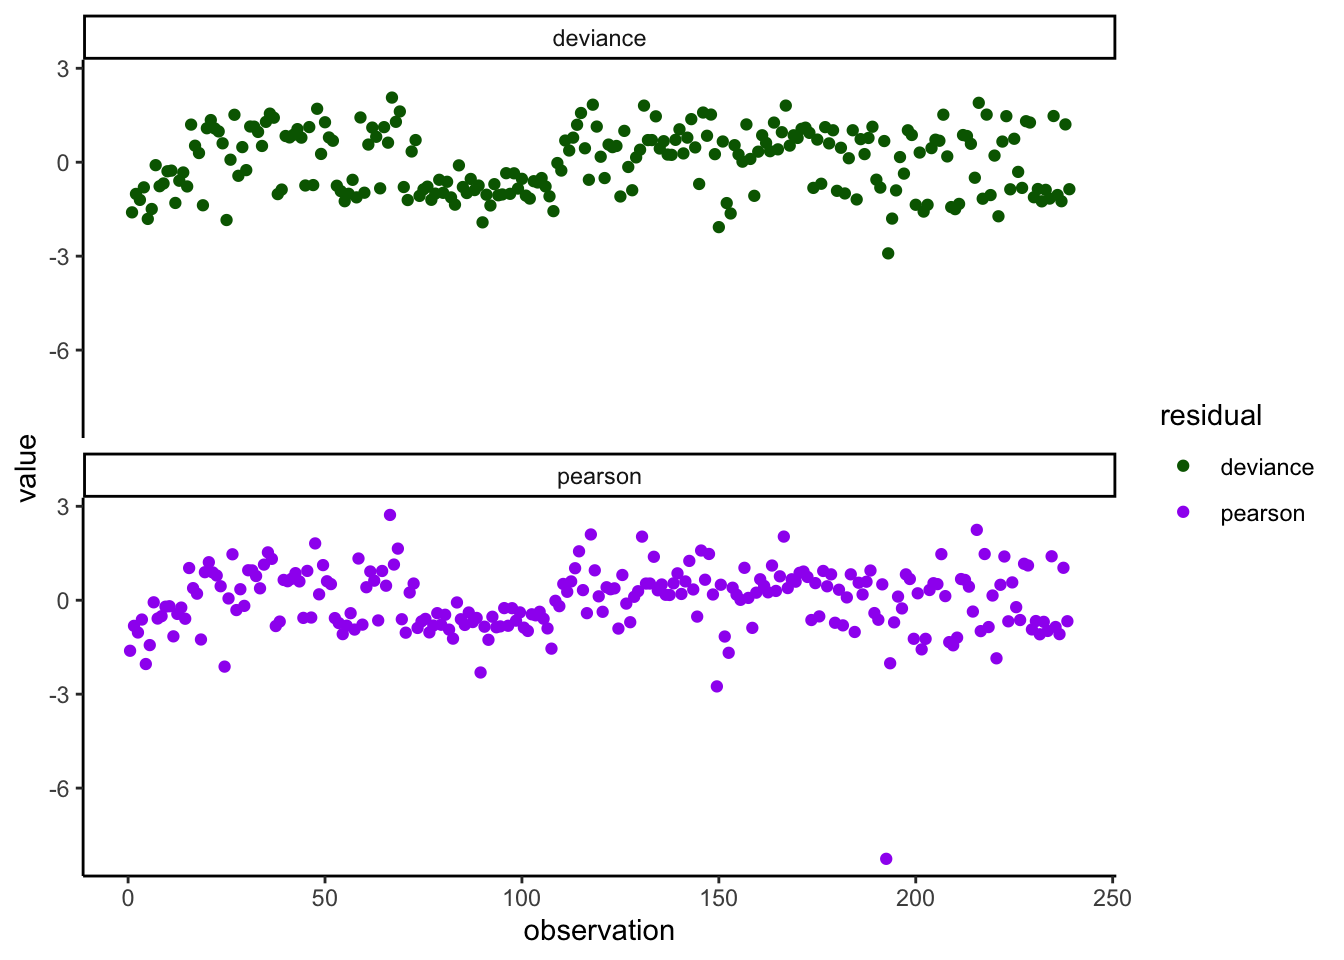 deviance
3
0
-3
-6
pearson
3
0
-3
-6
0 50 100 150 200 250
observation
value
residual
deviance
pearson